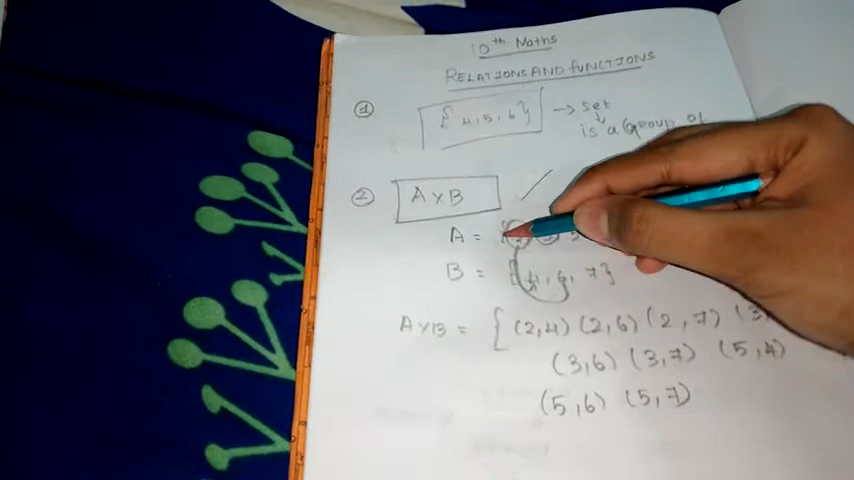 10th Maths
RELATIONS AND FUNCTIONS
1 {4,5,6} → set
↓
is a Group of
2 A×B
A = {
B = {4, 6, 7}
A×B = { (2,4) (2,6) (2,7) (3,
(3,6) (3,7) (5,4)
(5,6) (5,7)